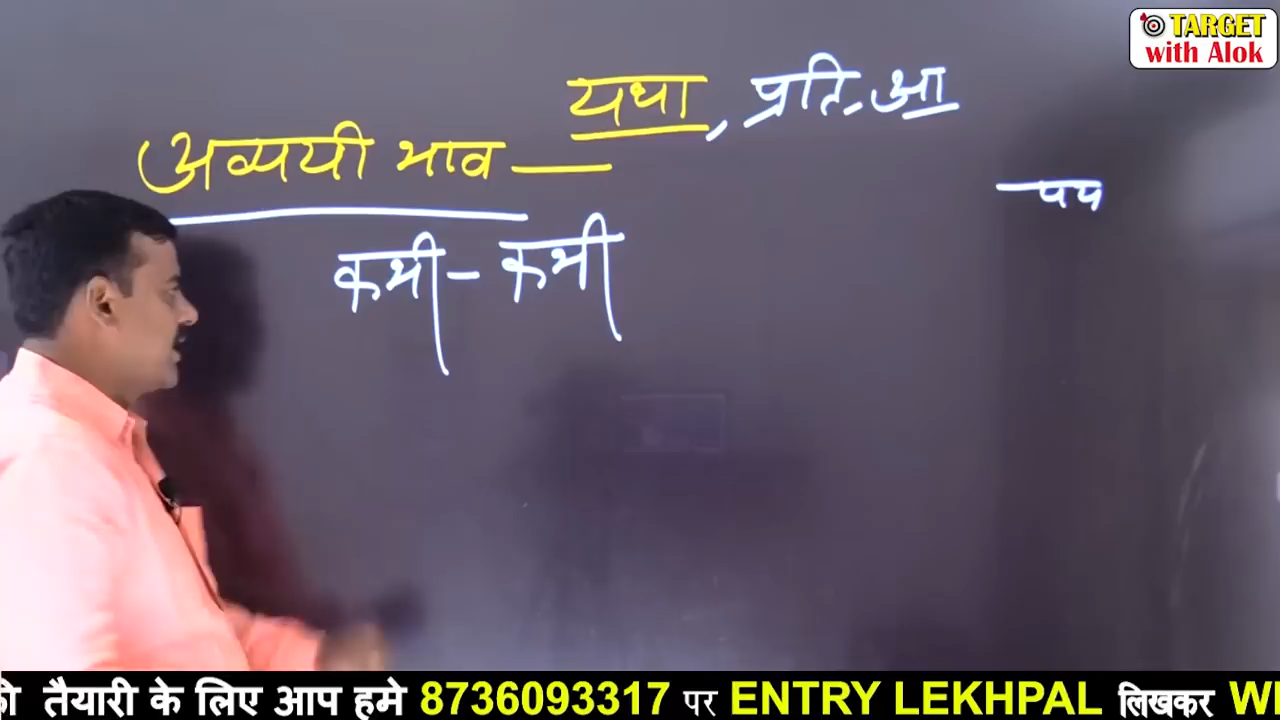 TARGET
with Alok
यथा, प्रति, आ
अव्ययी भाव —
कभी - कभी
तैयारी के लिए आप हमे 8736093317 पर ENTRY LEKHPAL लिखकर